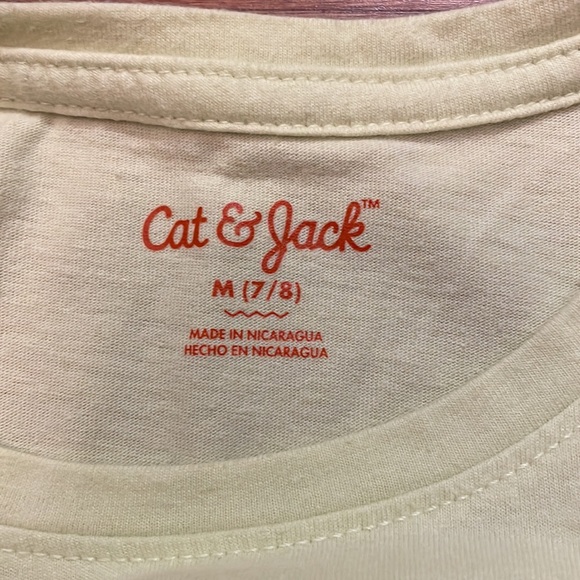 Cat & Jack™
M (7/8)
MADE IN NICARAGUA
HECHO EN NICARAGUA